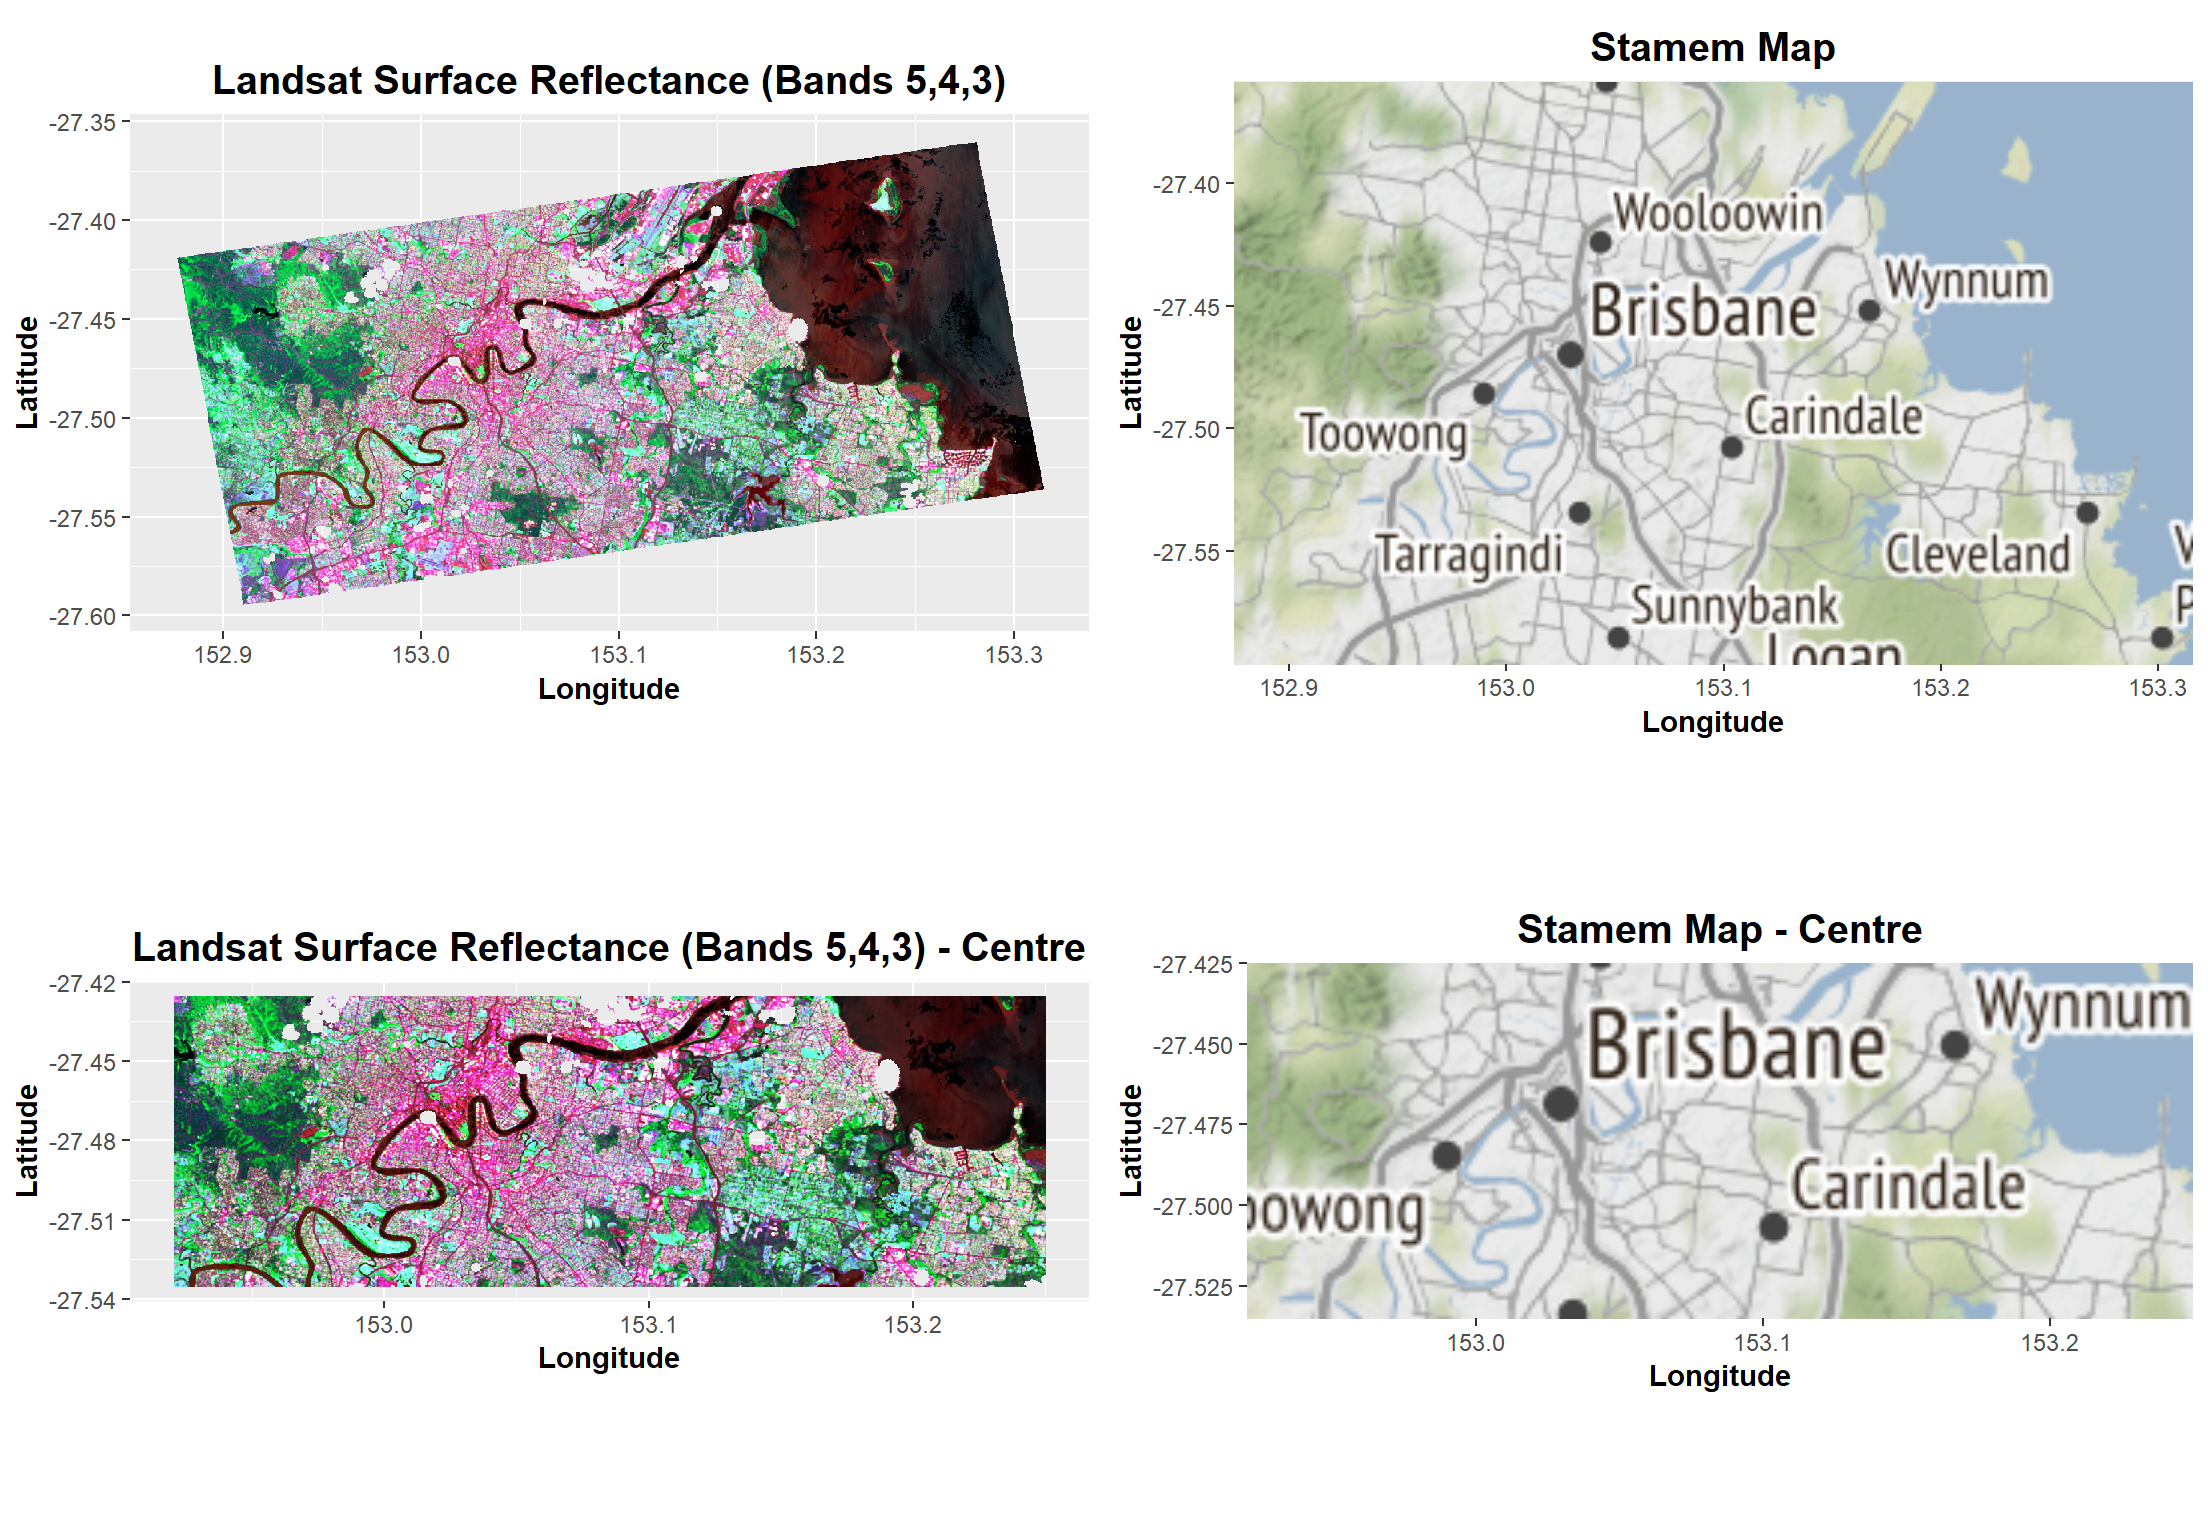 Landsat Surface Reflectance (Bands 5,4,3)
Latitude
-27.35
-27.40
-27.45
-27.50
-27.55
-27.60
152.9 153.0 153.1 153.2 153.3
Longitude
Stamem Map
Latitude
-27.40
-27.45
-27.50
-27.55
Wooloowin
Wynnum
Brisbane
Carindale
Toowong
Tarragindi
Cleveland
Sunnybank
Logan
152.9 153.0 153.1 153.2 153.3
Longitude
Landsat Surface Reflectance (Bands 5,4,3) - Centre
Latitude
-27.42
-27.45
-27.48
-27.51
-27.54
153.0 153.1 153.2
Longitude
Stamem Map - Centre
Latitude
-27.425
-27.450
-27.475
-27.500
-27.525
Wynnum
Brisbane
Carindale
oowong
153.0 153.1 153.2
Longitude